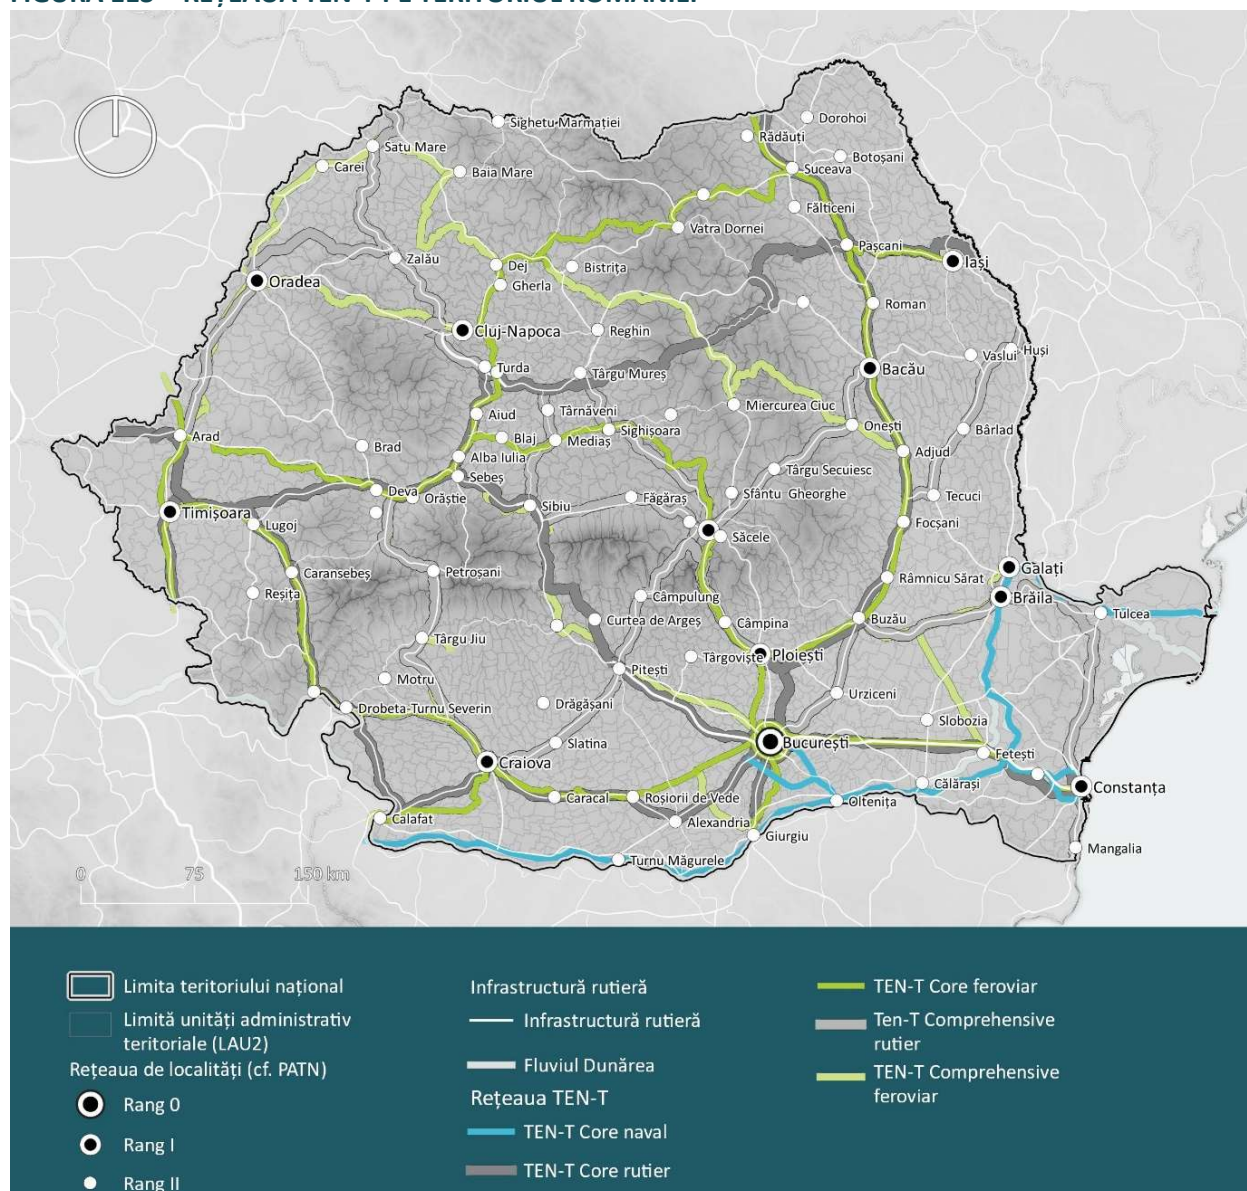 FIGURA 115 – REȚEAUA TEN-T PE TERITORIUL ROMÂNIEI
Sighetu Marmației
Dorohoi
Rădăuți
Satu Mare
Botoșani
Carei
Baia Mare
Suceava
Fălticeni
Vatra Dornei
Pașcani
Zalău
Dej
Bistrița
Iași
Oradea
Gherla
Roman
Cluj-Napoca
Reghin
Huși
Vaslui
Turda
Târgu Mureș
Bacău
Miercurea Ciuc
Aiud
Târnăveni
Onești
Bârlad
Arad
Blaj
Mediaș
Sighișoara
Brad
Adjud
Alba Iulia
Sebeș
Târgu Secuiesc
Deva
Orăștie
Făgăraș
Sfântu Gheorghe
Tecuci
Timișoara
Sibiu
Lugoj
Focșani
Săcele
Caransebeș
Petroșani
Galați
Râmnicu Sărat
Reșița
Câmpulung
Brăila
Curtea de Argeș
Câmpina
Buzău
Tulcea
Târgu Jiu
Târgoviște
Ploiești
Pitești
Motru
Urziceni
Drobeta-Turnu Severin
Drăgășani
Slobozia
Slatina
București
Fetești
Craiova
Călărași
Constanța
Caracal
Roșiorii de Vede
Oltenița
Calafat
Alexandria
Giurgiu
Mangalia
Turnu Măgurele
0 75 150 km
Limita teritoriului național
Limită unități administrativ
teritoriale (LAU2)
Rețeaua de localități (cf. PATN)
Rang 0
Rang I
Rang II
Infrastructură rutieră
Infrastructură rutieră
Fluviul Dunărea
Rețeaua TEN-T
TEN-T Core naval
TEN-T Core rutier
TEN-T Core feroviar
Ten-T Comprehensive
rutier
TEN-T Comprehensive
feroviar